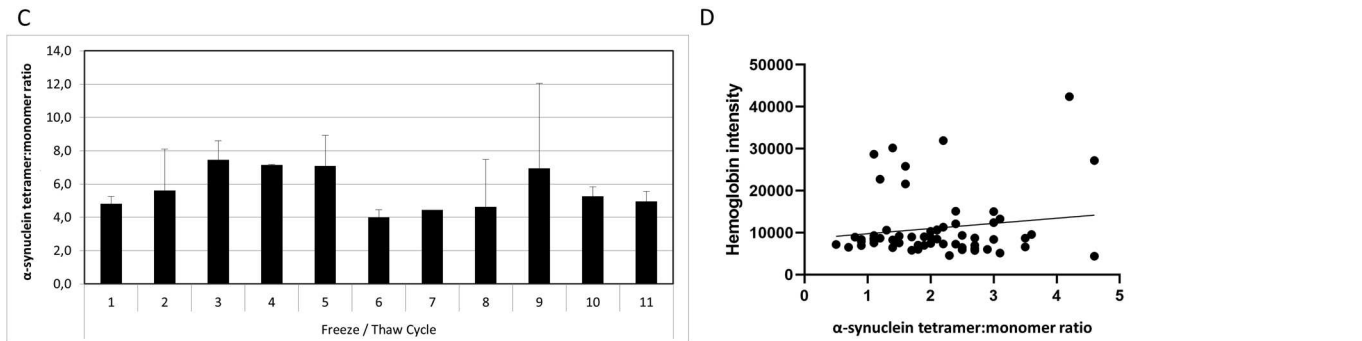 C
α-synuclein tetramer:monomer ratio
14,0
12,0
10,0
8,0
6,0
4,0
2,0
0,0
1 2 3 4 5 6 7 8 9 10 11
Freeze / Thaw Cycle
D
Hemoglobin intensity
50000
40000
30000
20000
10000
0
0 1 2 3 4 5
α-synuclein tetramer:monomer ratio